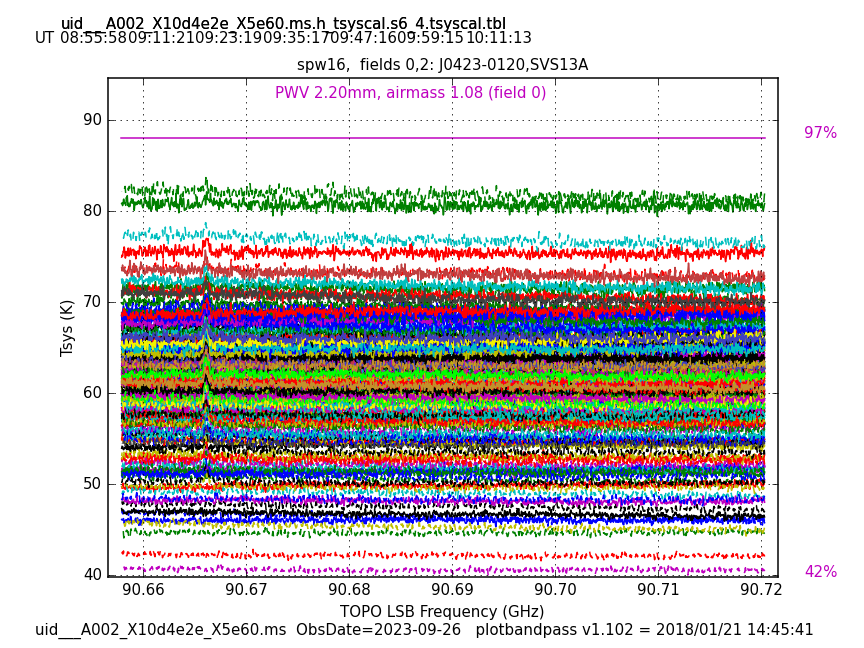 uid___A002_X10d4e2e_X5e60.ms.h_tsyscal.s6_4.tsyscal.tbl
UT 08:55:58 09:11:21 09:23:19 09:35:17 09:47:16 09:59:15 10:11:13
spw16,  fields 0,2: J0423-0120,SVS13A
PWV 2.20mm, airmass 1.08 (field 0)
97%
90
80
70
60
50
40
Tsys (K)
42%
90.66 90.67 90.68 90.69 90.70 90.71 90.72
TOPO LSB Frequency (GHz)
uid___A002_X10d4e2e_X5e60.ms  ObsDate=2023-09-26   plotbandpass v1.102 = 2018/01/21 14:45:41